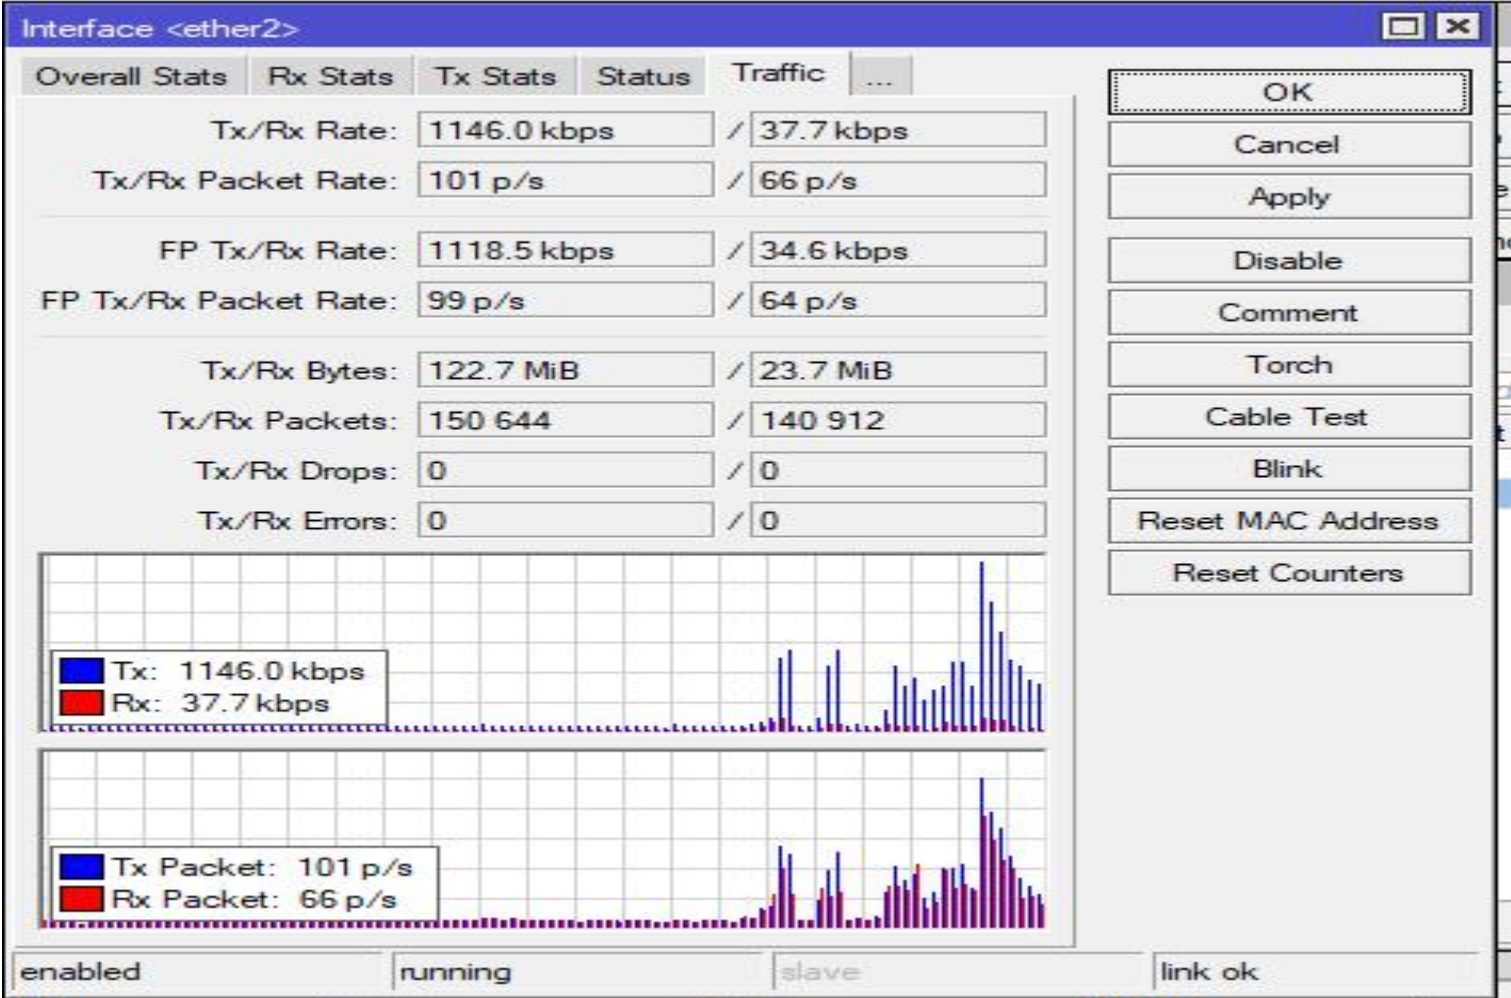 Interface <ether2>
Overall Stats Rx Stats Tx Stats Status Traffic ...
Tx/Rx Rate: 1146.0 kbps / 37.7 kbps
Tx/Rx Packet Rate: 101 p/s / 66 p/s
FP Tx/Rx Rate: 1118.5 kbps / 34.6 kbps
FP Tx/Rx Packet Rate: 99 p/s / 64 p/s
Tx/Rx Bytes: 122.7 MiB / 23.7 MiB
Tx/Rx Packets: 150 644 / 140 912
Tx/Rx Drops: 0 / 0
Tx/Rx Errors: 0 / 0
Tx: 1146.0 kbps
Rx: 37.7 kbps
Tx Packet: 101 p/s
Rx Packet: 66 p/s
OK
Cancel
Apply
Disable
Comment
Torch
Cable Test
Blink
Reset MAC Address
Reset Counters
enabled running slave link ok